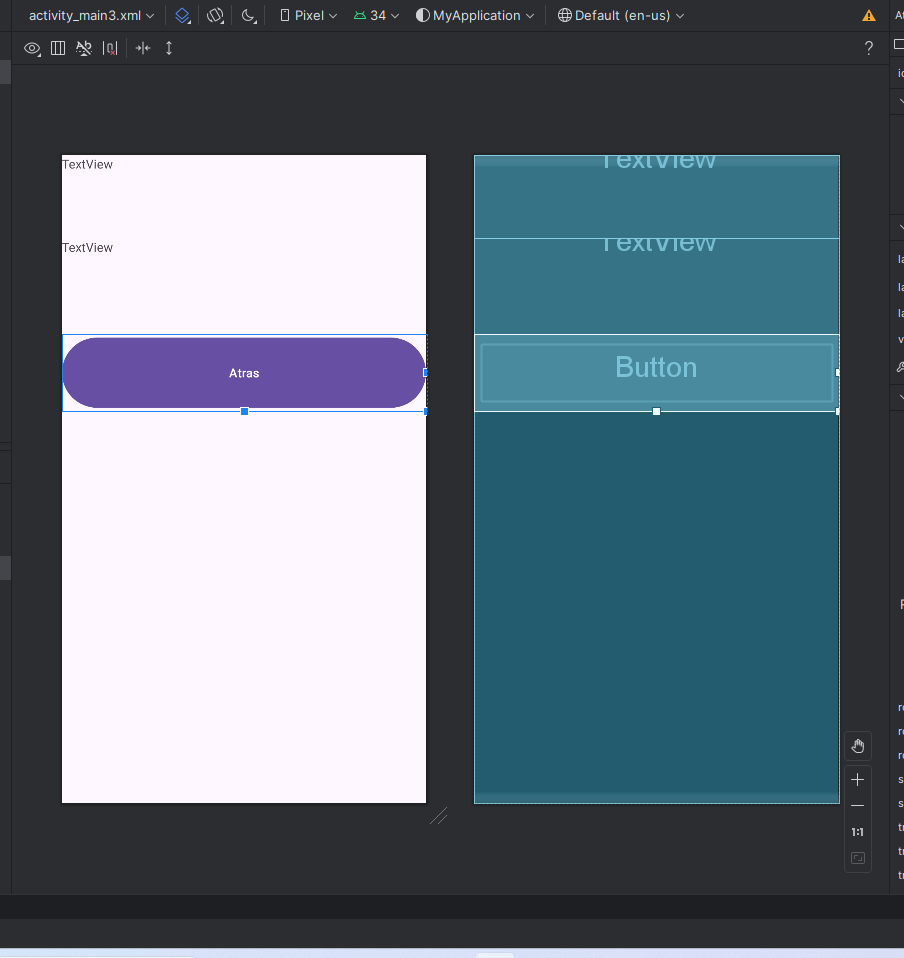 activity_main3.xml Pixel 34 MyApplication Default (en-us)
?
TextView
TextView
Atras
TextView
TextView
Button
1:1